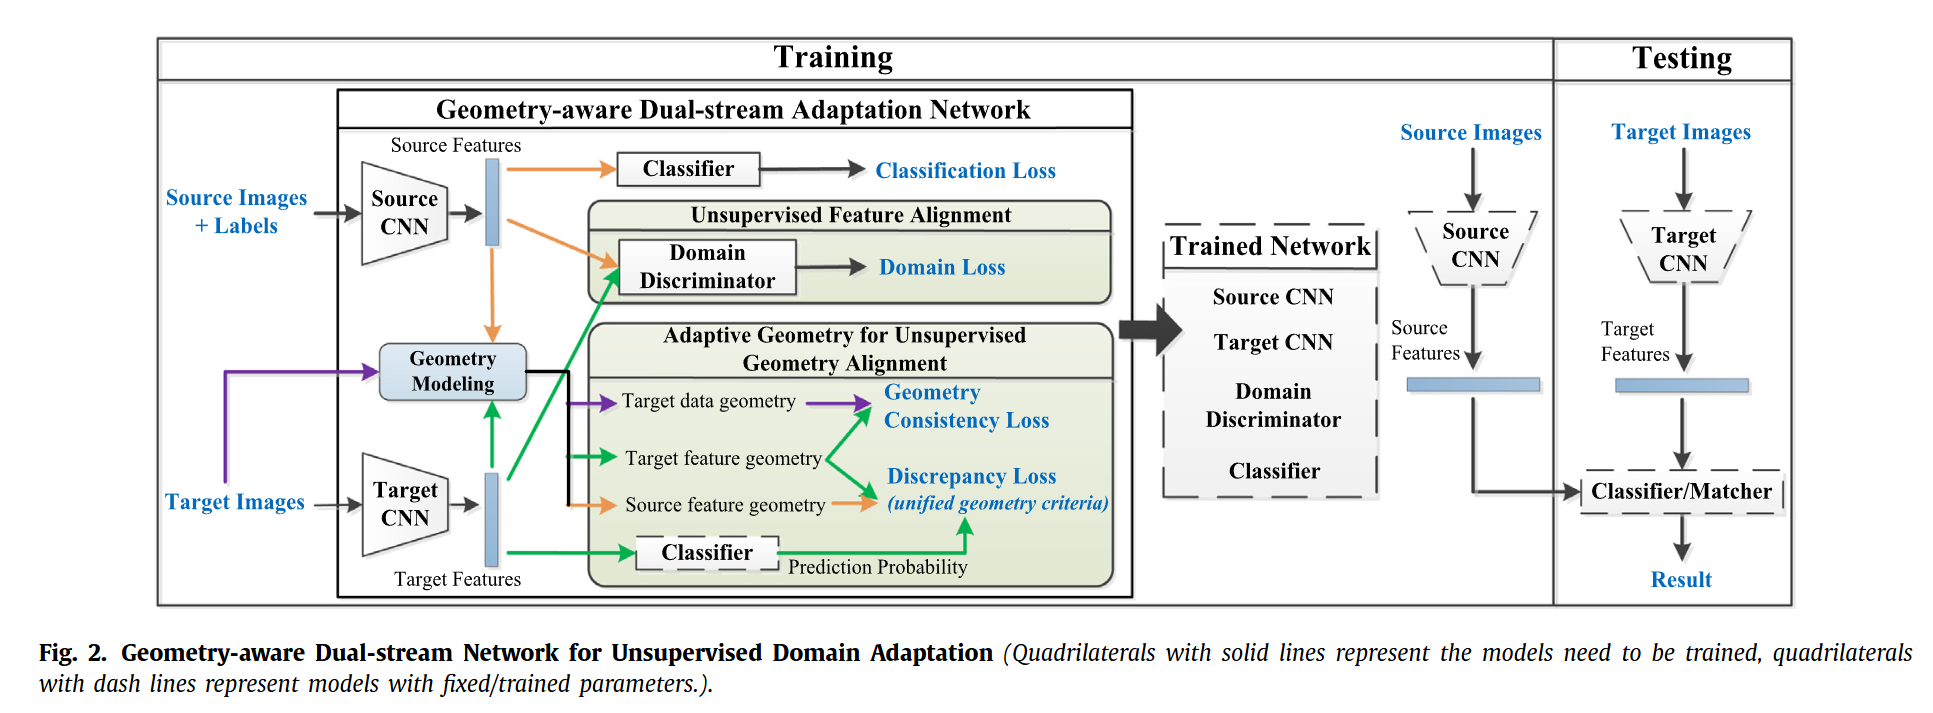 Training
Testing
Geometry-aware Dual-stream Adaptation Network
Source Features
Source Images
+ Labels
Source
CNN
Classifier
Classification Loss
Unsupervised Feature Alignment
Domain
Discriminator
Domain Loss
Geometry
Modeling
Adaptive Geometry for Unsupervised
Geometry Alignment
Target data geometry
Geometry
Consistency Loss
Target feature geometry
Discrepancy Loss
(unified geometry criteria)
Source feature geometry
Target Images
Target
CNN
Classifier
Prediction Probability
Target Features
Trained Network
Source CNN
Target CNN
Domain
Discriminator
Classifier
Source Images
Source
CNN
Source
Features
Target Images
Target
CNN
Target
Features
Classifier/Matcher
Result
Fig. 2. Geometry-aware Dual-stream Network for Unsupervised Domain Adaptation (Quadrilaterals with solid lines represent the models need to be trained, quadrilaterals
with dash lines represent models with fixed/trained parameters.).